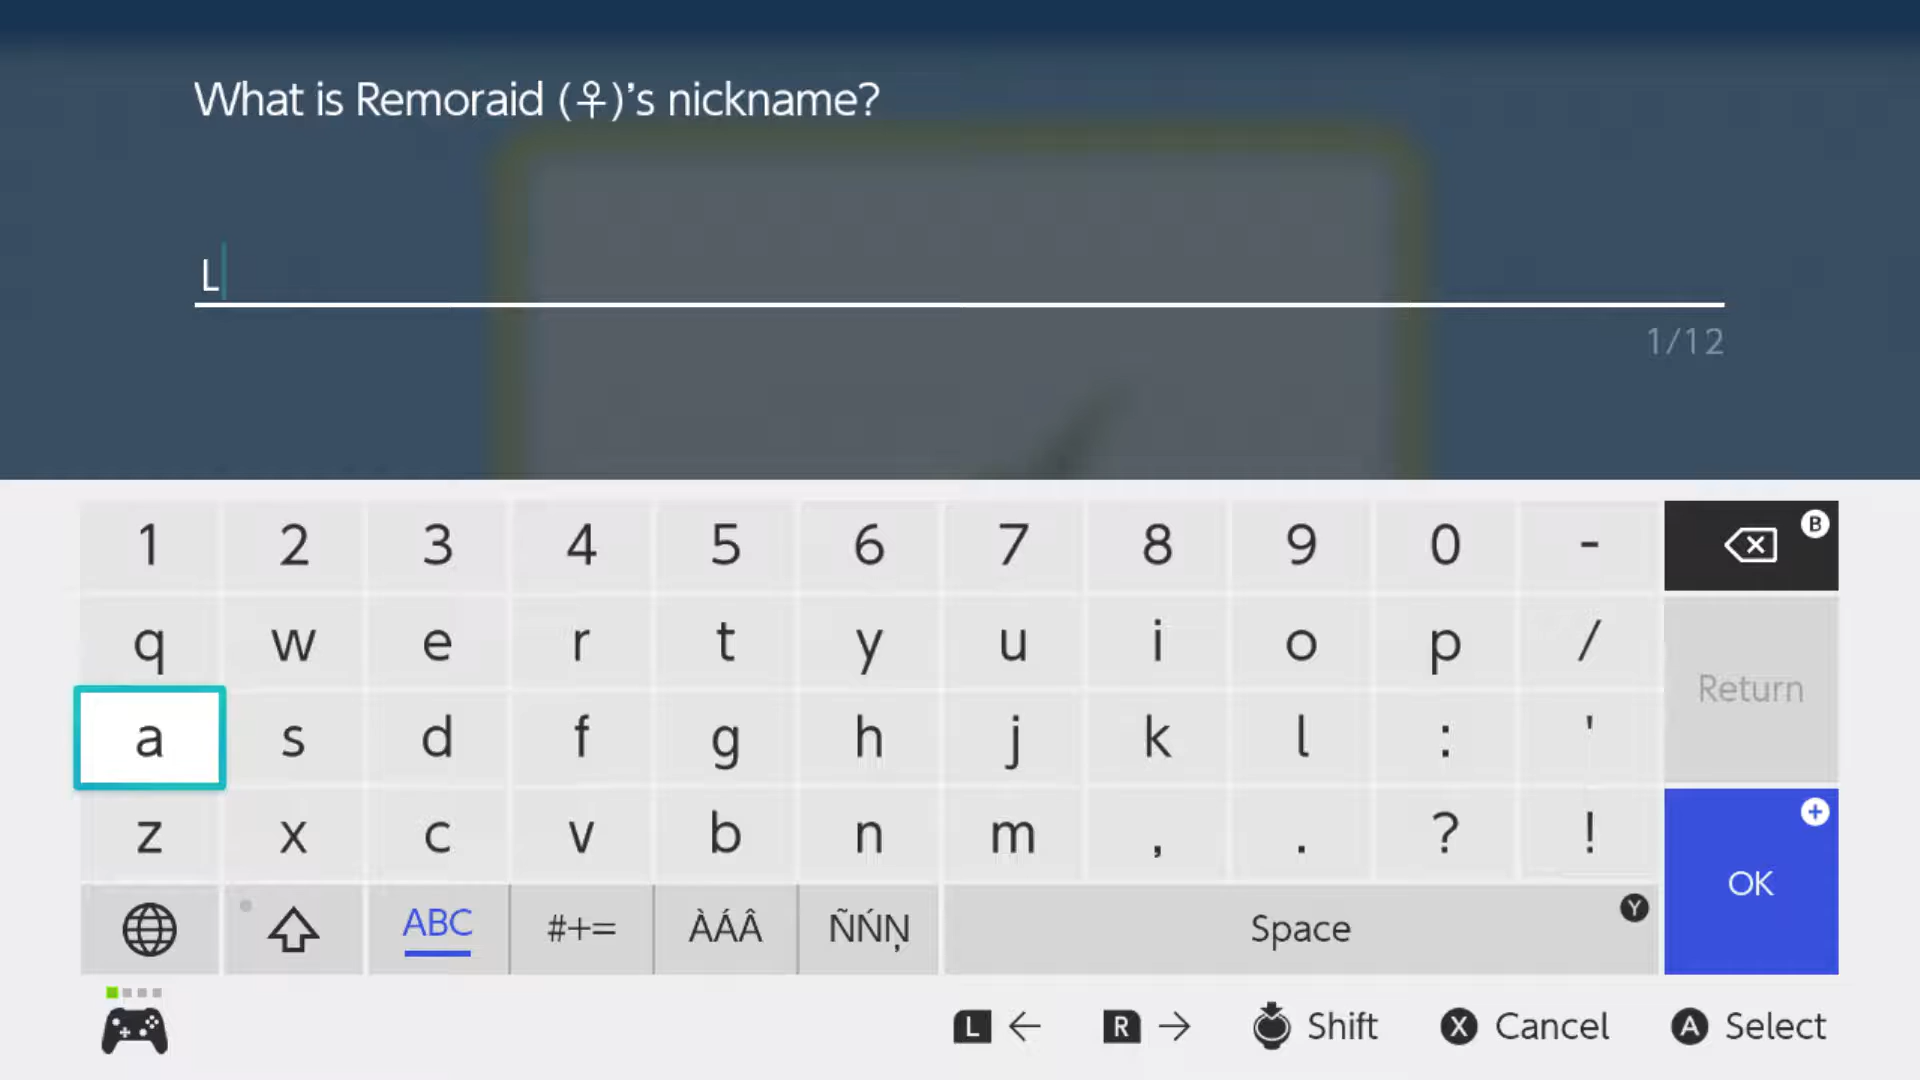 What is Remoraid (♀)'s nickname?
L
1/12
1 2 3 4 5 6 7 8 9 0 - B
q w e r t y u i o p /
Return
a s d f g h j k l : '
z x c v b n m , . ? ! +
OK
ABC #+= ÀÁÂ ÑŃŅ Space Y
L ← R → Shift X Cancel A Select